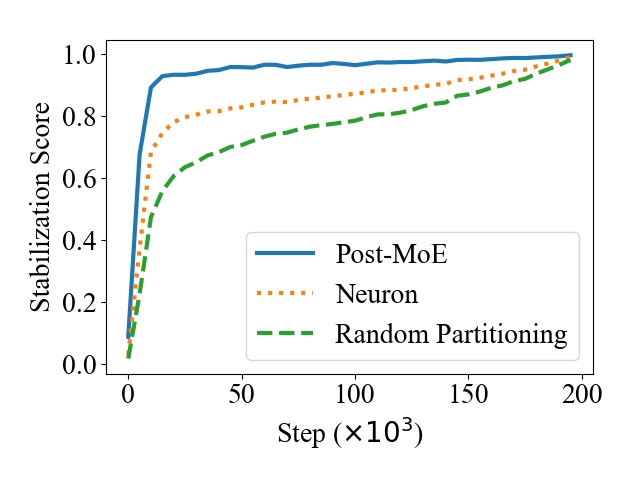 Stabilization Score
1.0
0.8
0.6
0.4
0.2
0.0
Post-MoE
Neuron
Random Partitioning
0 50 100 150 200
Step (×10³)